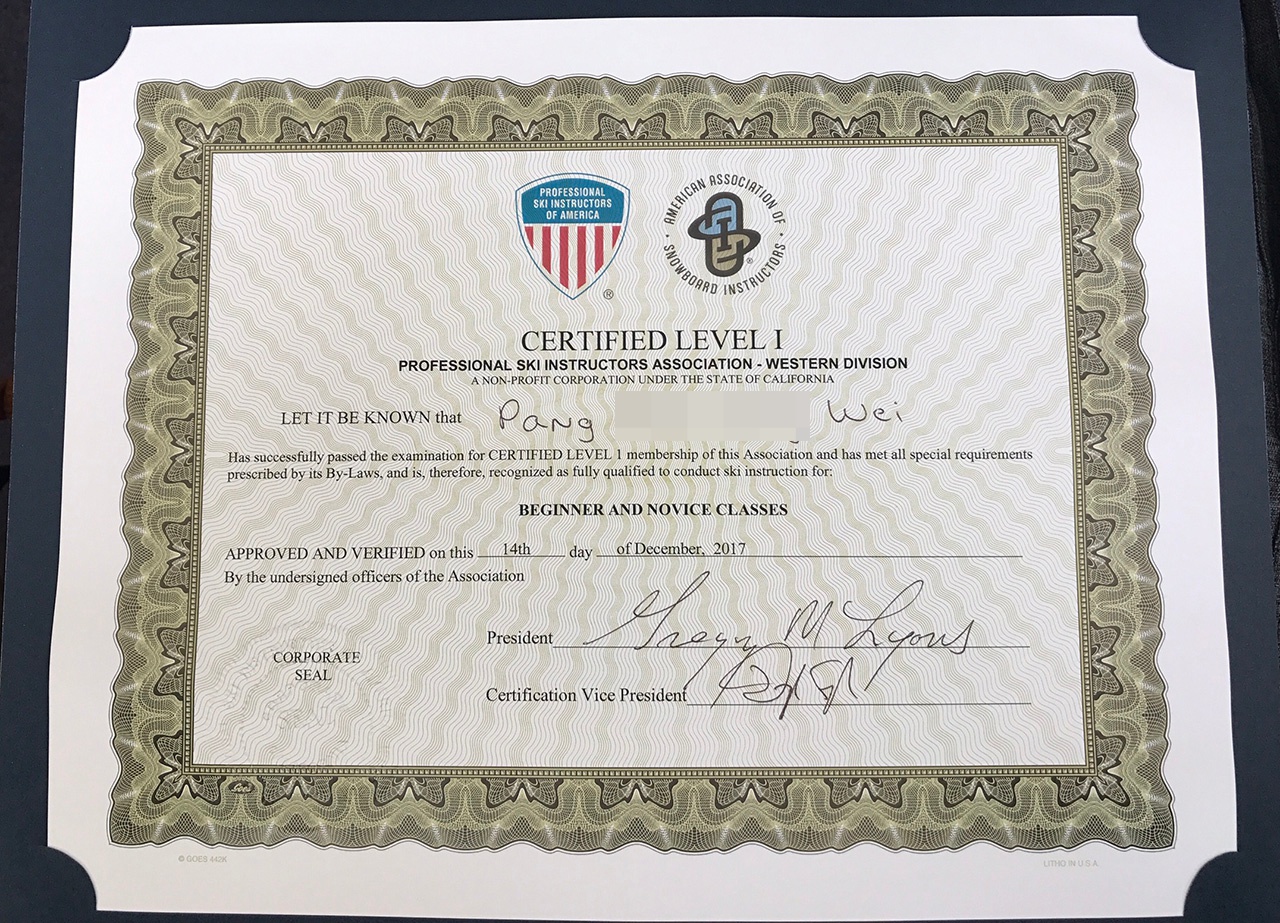 PROFESSIONAL
SKI INSTRUCTORS
OF AMERICA
®
AMERICAN ASSOCIATION OF
SNOWBOARD INSTRUCTORS
®
CERTIFIED LEVEL I
PROFESSIONAL SKI INSTRUCTORS ASSOCIATION - WESTERN DIVISION
A NON-PROFIT CORPORATION UNDER THE STATE OF CALIFORNIA
LET IT BE KNOWN that Pang Wei
Has successfully passed the examination for CERTIFIED LEVEL 1 membership of this Association and has met all special requirements
prescribed by its By-Laws, and is, therefore, recognized as fully qualified to conduct ski instruction for:
BEGINNER AND NOVICE CLASSES
APPROVED AND VERIFIED on this 14th day of December, 2017
By the undersigned officers of the Association
President M Lyons
CORPORATE
SEAL
Certification Vice President
Goes
© GOES 442K
LITHO IN U.S.A.